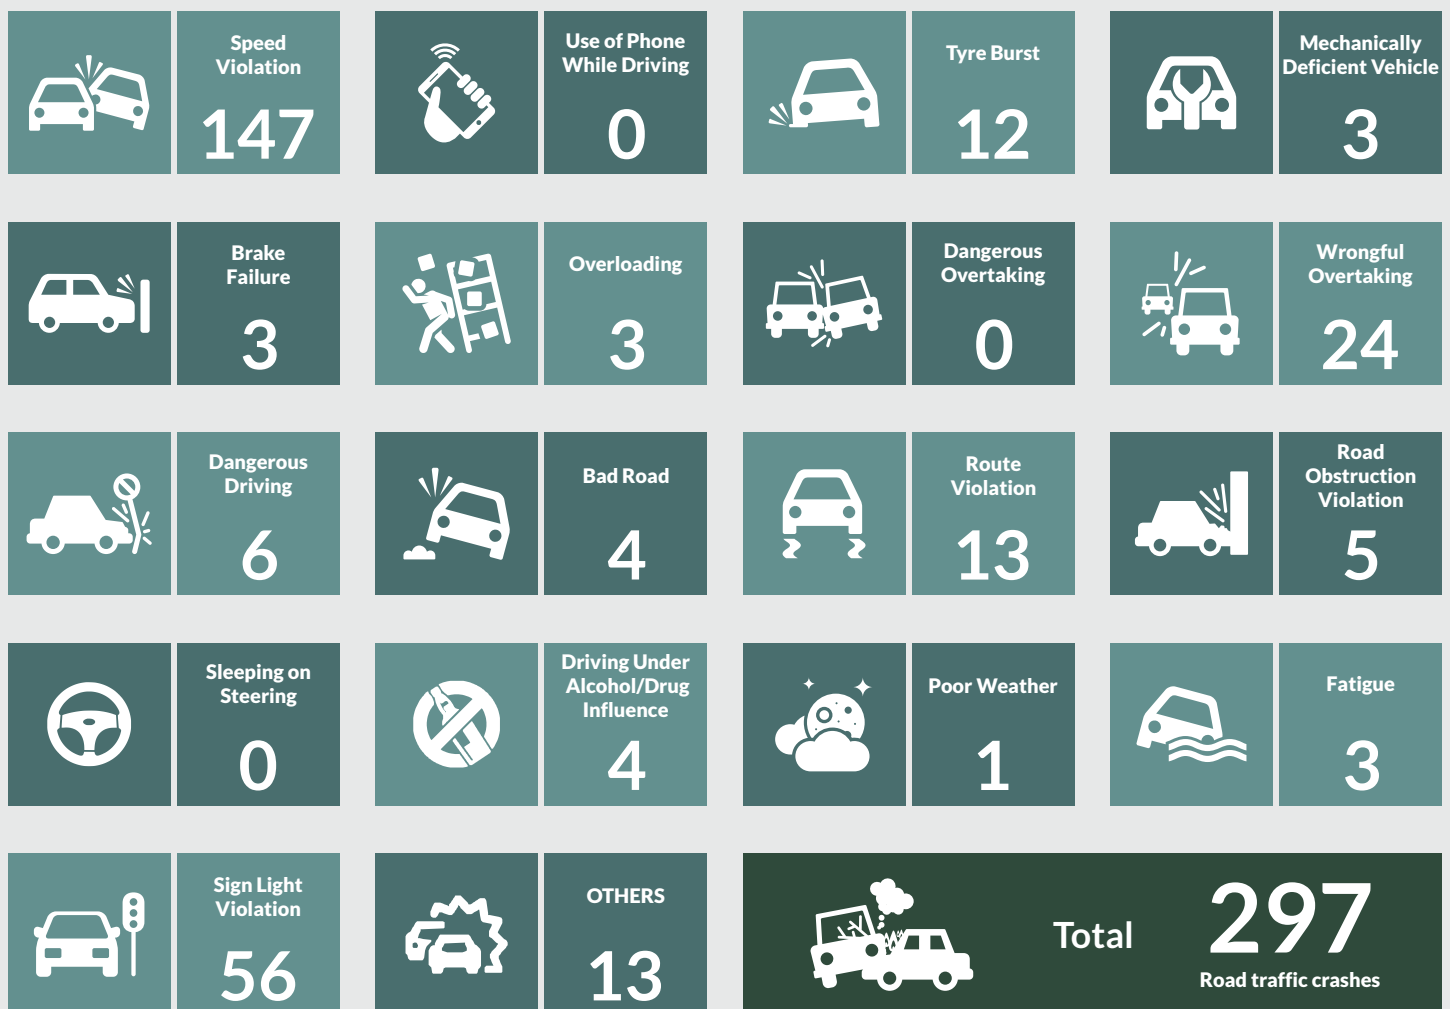 Speed
Violation
147
Use of Phone
While Driving
0
Tyre Burst
12
Mechanically
Deficient Vehicle
3
Brake
Failure
3
Overloading
3
Dangerous
Overtaking
0
Wrongful
Overtaking
24
Dangerous
Driving
6
Bad Road
4
Route
Violation
13
Road
Obstruction
Violation
5
Sleeping on
Steering
0
Driving Under
Alcohol/Drug
Influence
4
Poor Weather
1
Fatigue
3
Sign Light
Violation
56
OTHERS
13
Total
297
Road traffic crashes